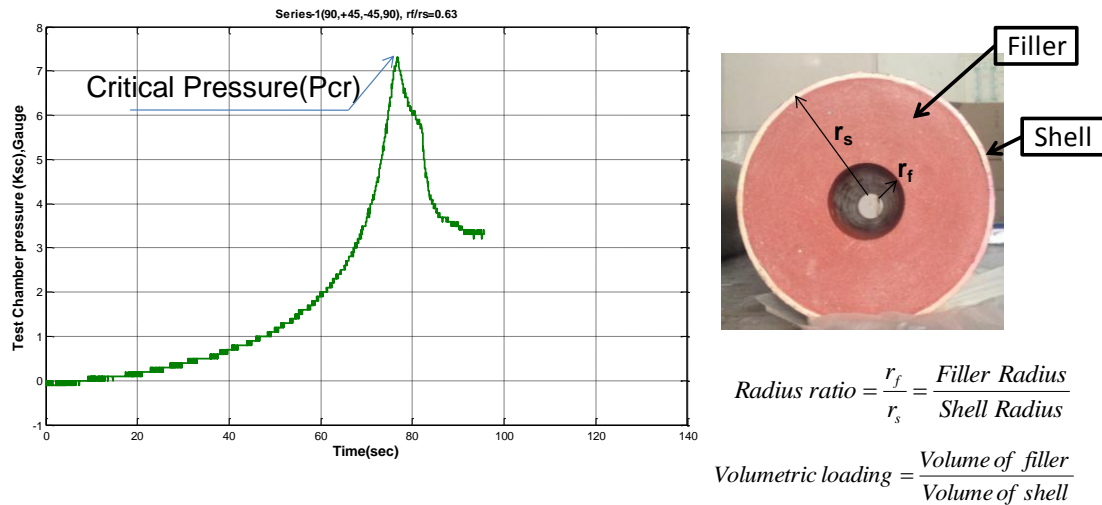 Series-1(90,+45,-45,90), rf/rs=0.63
8
7
6
5
4
3
2
1
0
-1
Test Chamber pressure (Ksc),Gauge
Critical Pressure(Pcr)
0 20 40 60 80 100 120 140
Time(sec)
Filler
Shell
rs
rf
Radius ratio = rf/rs = Filler Radius/Shell Radius
Volumetric loading = Volume of filler/Volume of shell